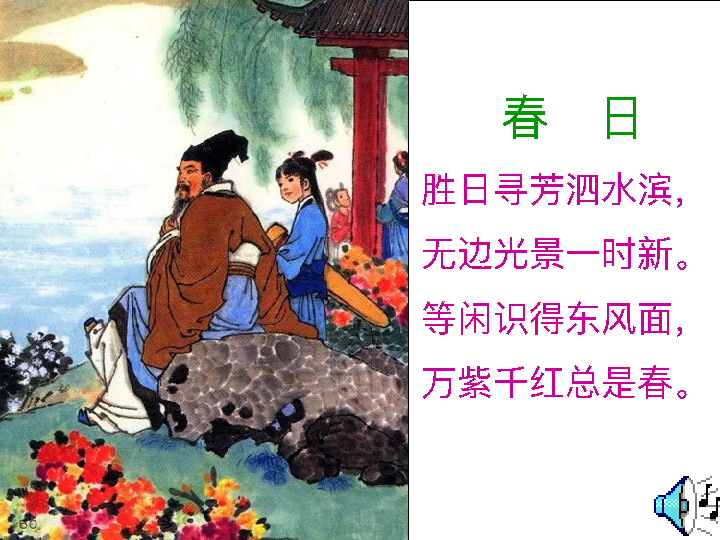 春 日
胜日寻芳泗水滨，
无边光景一时新。
等闲识得东风面，
万紫千红总是春。